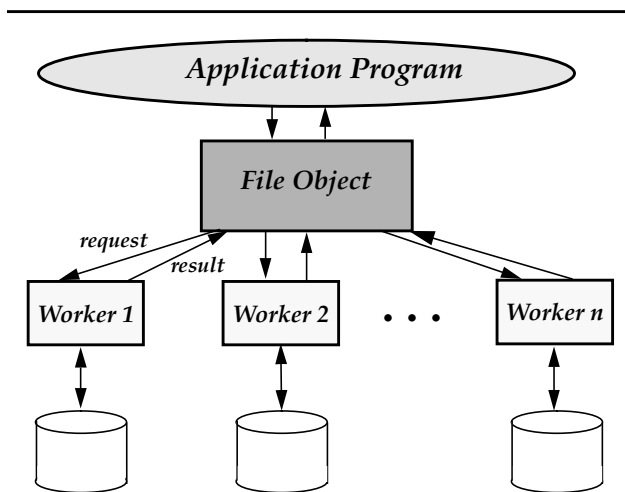 Application Program
File Object
request
result
Worker 1
Worker 2
. . .
Worker n